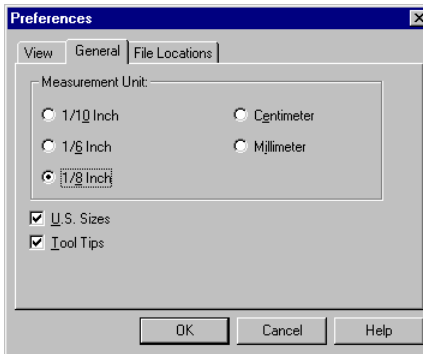 Preferences
View General File Locations
Measurement Unit:
1/10 Inch Centimeter
1/6 Inch Millimeter
1/8 Inch
U.S. Sizes
Tool Tips
OK Cancel Help